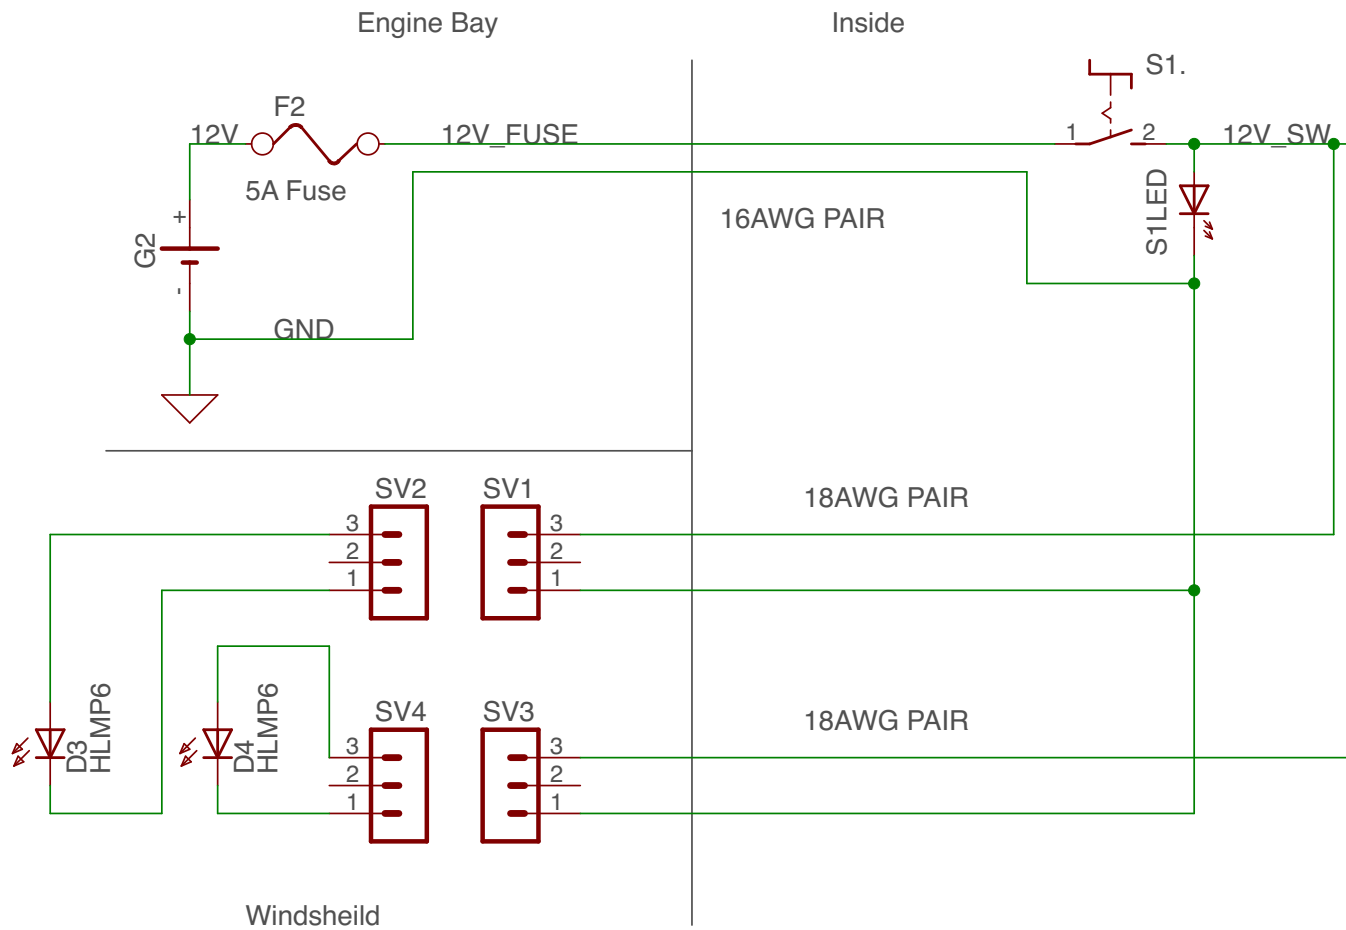 Engine Bay
Inside
S1.
F2
12V
12V_FUSE
1
2
12V_SW
5A Fuse
16AWG PAIR
S1LED
+
G2
-
GND
SV2
SV1
18AWG PAIR
3
3
2
2
1
1
D3
HLMP6
D4
HLMP6
SV4
SV3
18AWG PAIR
3
3
2
2
1
1
Windsheild